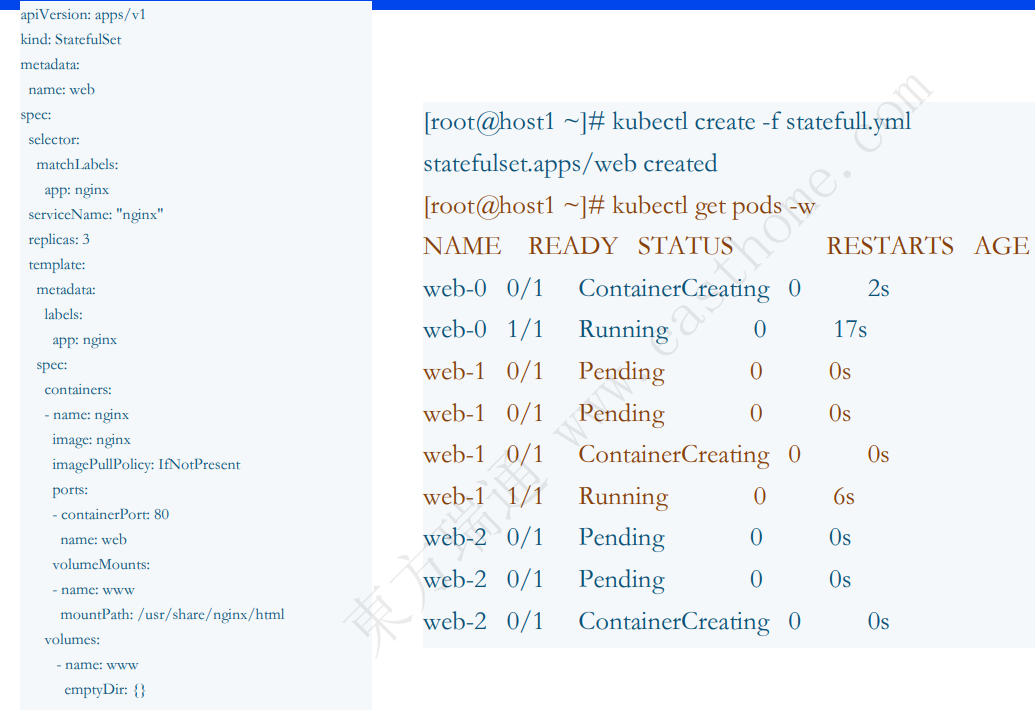 apiVersion: apps/v1
kind: StatefulSet
metadata:
  name: web
spec:
  selector:
    matchLabels:
      app: nginx
  serviceName: "nginx"
  replicas: 3
  template:
    metadata:
      labels:
        app: nginx
    spec:
      containers:
      - name: nginx
        image: nginx
        imagePullPolicy: IfNotPresent
        ports:
        - containerPort: 80
          name: web
        volumeMounts:
        - name: www
          mountPath: /usr/share/nginx/html
      volumes:
        - name: www
          emptyDir: {}
[root@host1 ~]# kubectl create -f statefull.yml
statefulset.apps/web created
[root@host1 ~]# kubectl get pods -w
NAME READY STATUS RESTARTS AGE
web-0 0/1 ContainerCreating 0 2s
web-0 1/1 Running 0 17s
web-1 0/1 Pending 0 0s
web-1 0/1 Pending 0 0s
web-1 0/1 ContainerCreating 0 0s
web-1 1/1 Running 0 6s
web-2 0/1 Pending 0 0s
web-2 0/1 Pending 0 0s
web-2 0/1 ContainerCreating 0 0s
東方瑞通 www.easthome.com